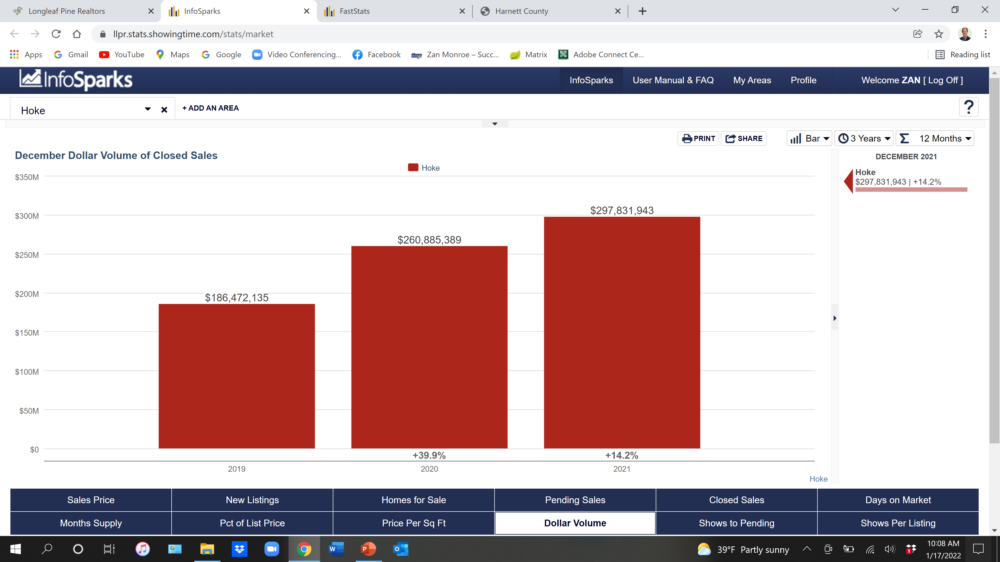 Longleaf Pine Realtors
InfoSparks
FastStats
Harnett County
llpr.stats.showingtime.com/stats/market
Apps
Gmail
YouTube
Maps
Google
Video Conferencing...
Facebook
Monroe
Zan Monroe – Succ...
Matrix
Adobe Connect Ce...
Reading list
InfoSparks
InfoSparks
User Manual & FAQ
My Areas
Profile
Welcome ZAN [ Log Off ]
Hoke
+ ADD AN AREA
?
PRINT
SHARE
Bar
3 Years
Σ 12 Months
December Dollar Volume of Closed Sales
Hoke
DECEMBER 2021
Hoke
$297,831,943 | +14.2%
$350M
$300M
$250M
$200M
$150M
$100M
$50M
$0
$186,472,135
$260,885,389
$297,831,943
+39.9%
+14.2%
2019
2020
2021
Hoke
Sales Price
New Listings
Homes for Sale
Pending Sales
Closed Sales
Days on Market
Months Supply
Pct of List Price
Price Per Sq Ft
Dollar Volume
Shows to Pending
Shows Per Listing
W
P
O
39°F Partly sunny
1
10:08 AM
1/17/2022